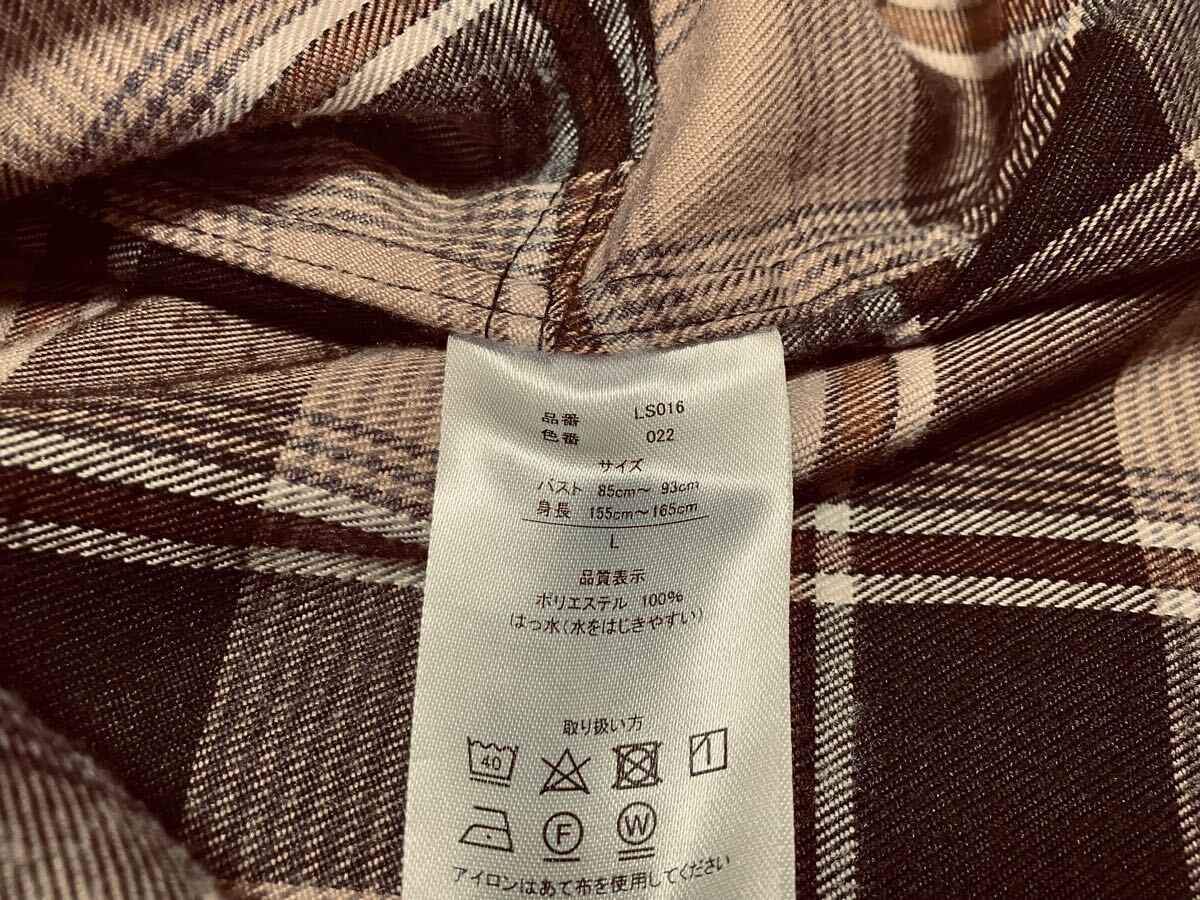 品番 LS016
色番 022
サイズ
バスト 85cm〜 93cm
身長 155cm〜165cm
L
品質表示
ポリエステル 100%
はっ水(水をはじきやすい)
取り扱い方
40
F W
アイロンはあて布を使用してください